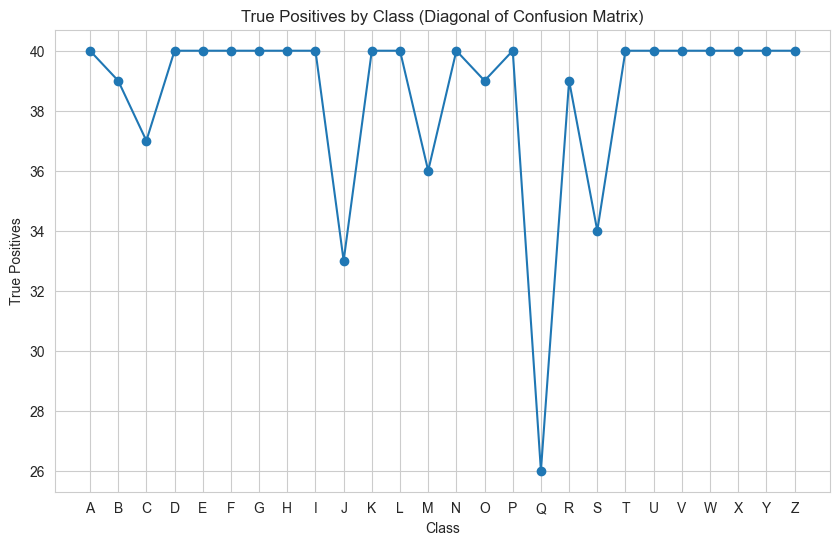 True Positives by Class (Diagonal of Confusion Matrix)
40
38
36
34
32
30
28
26
True Positives
A B C D E F G H I J K L M N O P Q R S T U V W X Y Z
Class